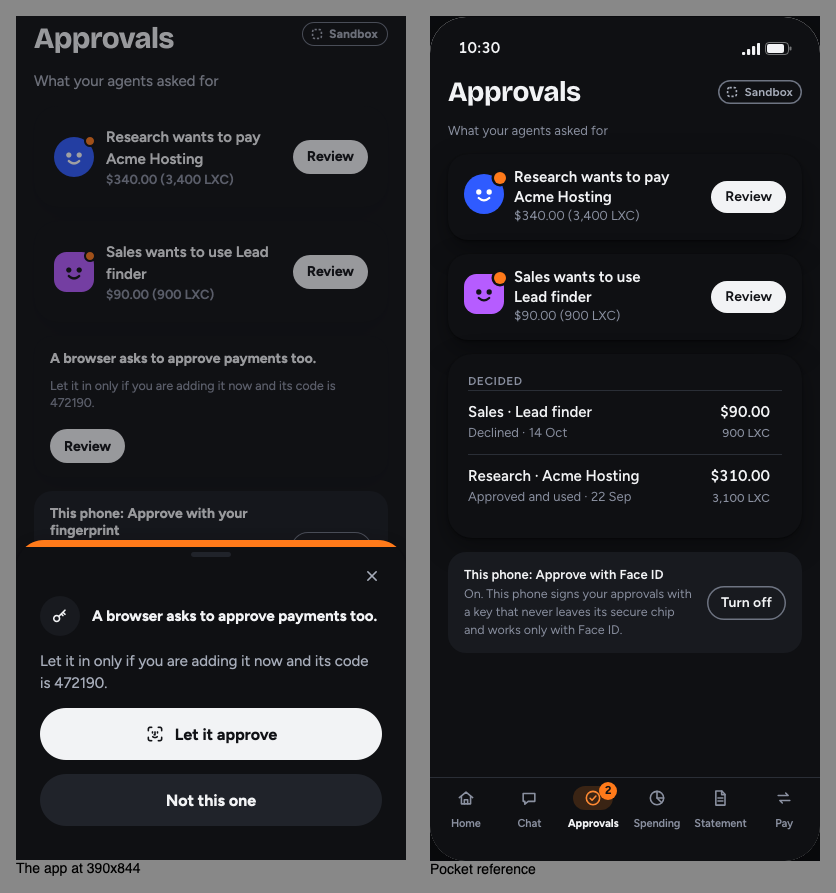 Approvals
Sandbox
What your agents asked for
Research wants to pay
Acme Hosting
$340.00 (3,400 LXC)
Review
Sales wants to use Lead
finder
$90.00 (900 LXC)
Review
A browser asks to approve payments too.
Let it in only if you are adding it now and its code is
472190.
Review
This phone: Approve with your
fingerprint
A browser asks to approve payments too.
Let it in only if you are adding it now and its code
is 472190.
Let it approve
Not this one
The app at 390x844
10:30
Approvals
Sandbox
What your agents asked for
Research wants to pay
Acme Hosting
$340.00 (3,400 LXC)
Review
Sales wants to use
Lead finder
$90.00 (900 LXC)
Review
DECIDED
Sales · Lead finder
$90.00
Declined · 14 Oct
900 LXC
Research · Acme Hosting
$310.00
Approved and used · 22 Sep
3,100 LXC
This phone: Approve with Face ID
On. This phone signs your approvals with
a key that never leaves its secure chip
and works only with Face ID.
Turn off
2
Home
Chat
Approvals
Spending
Statement
Pay
Pocket reference